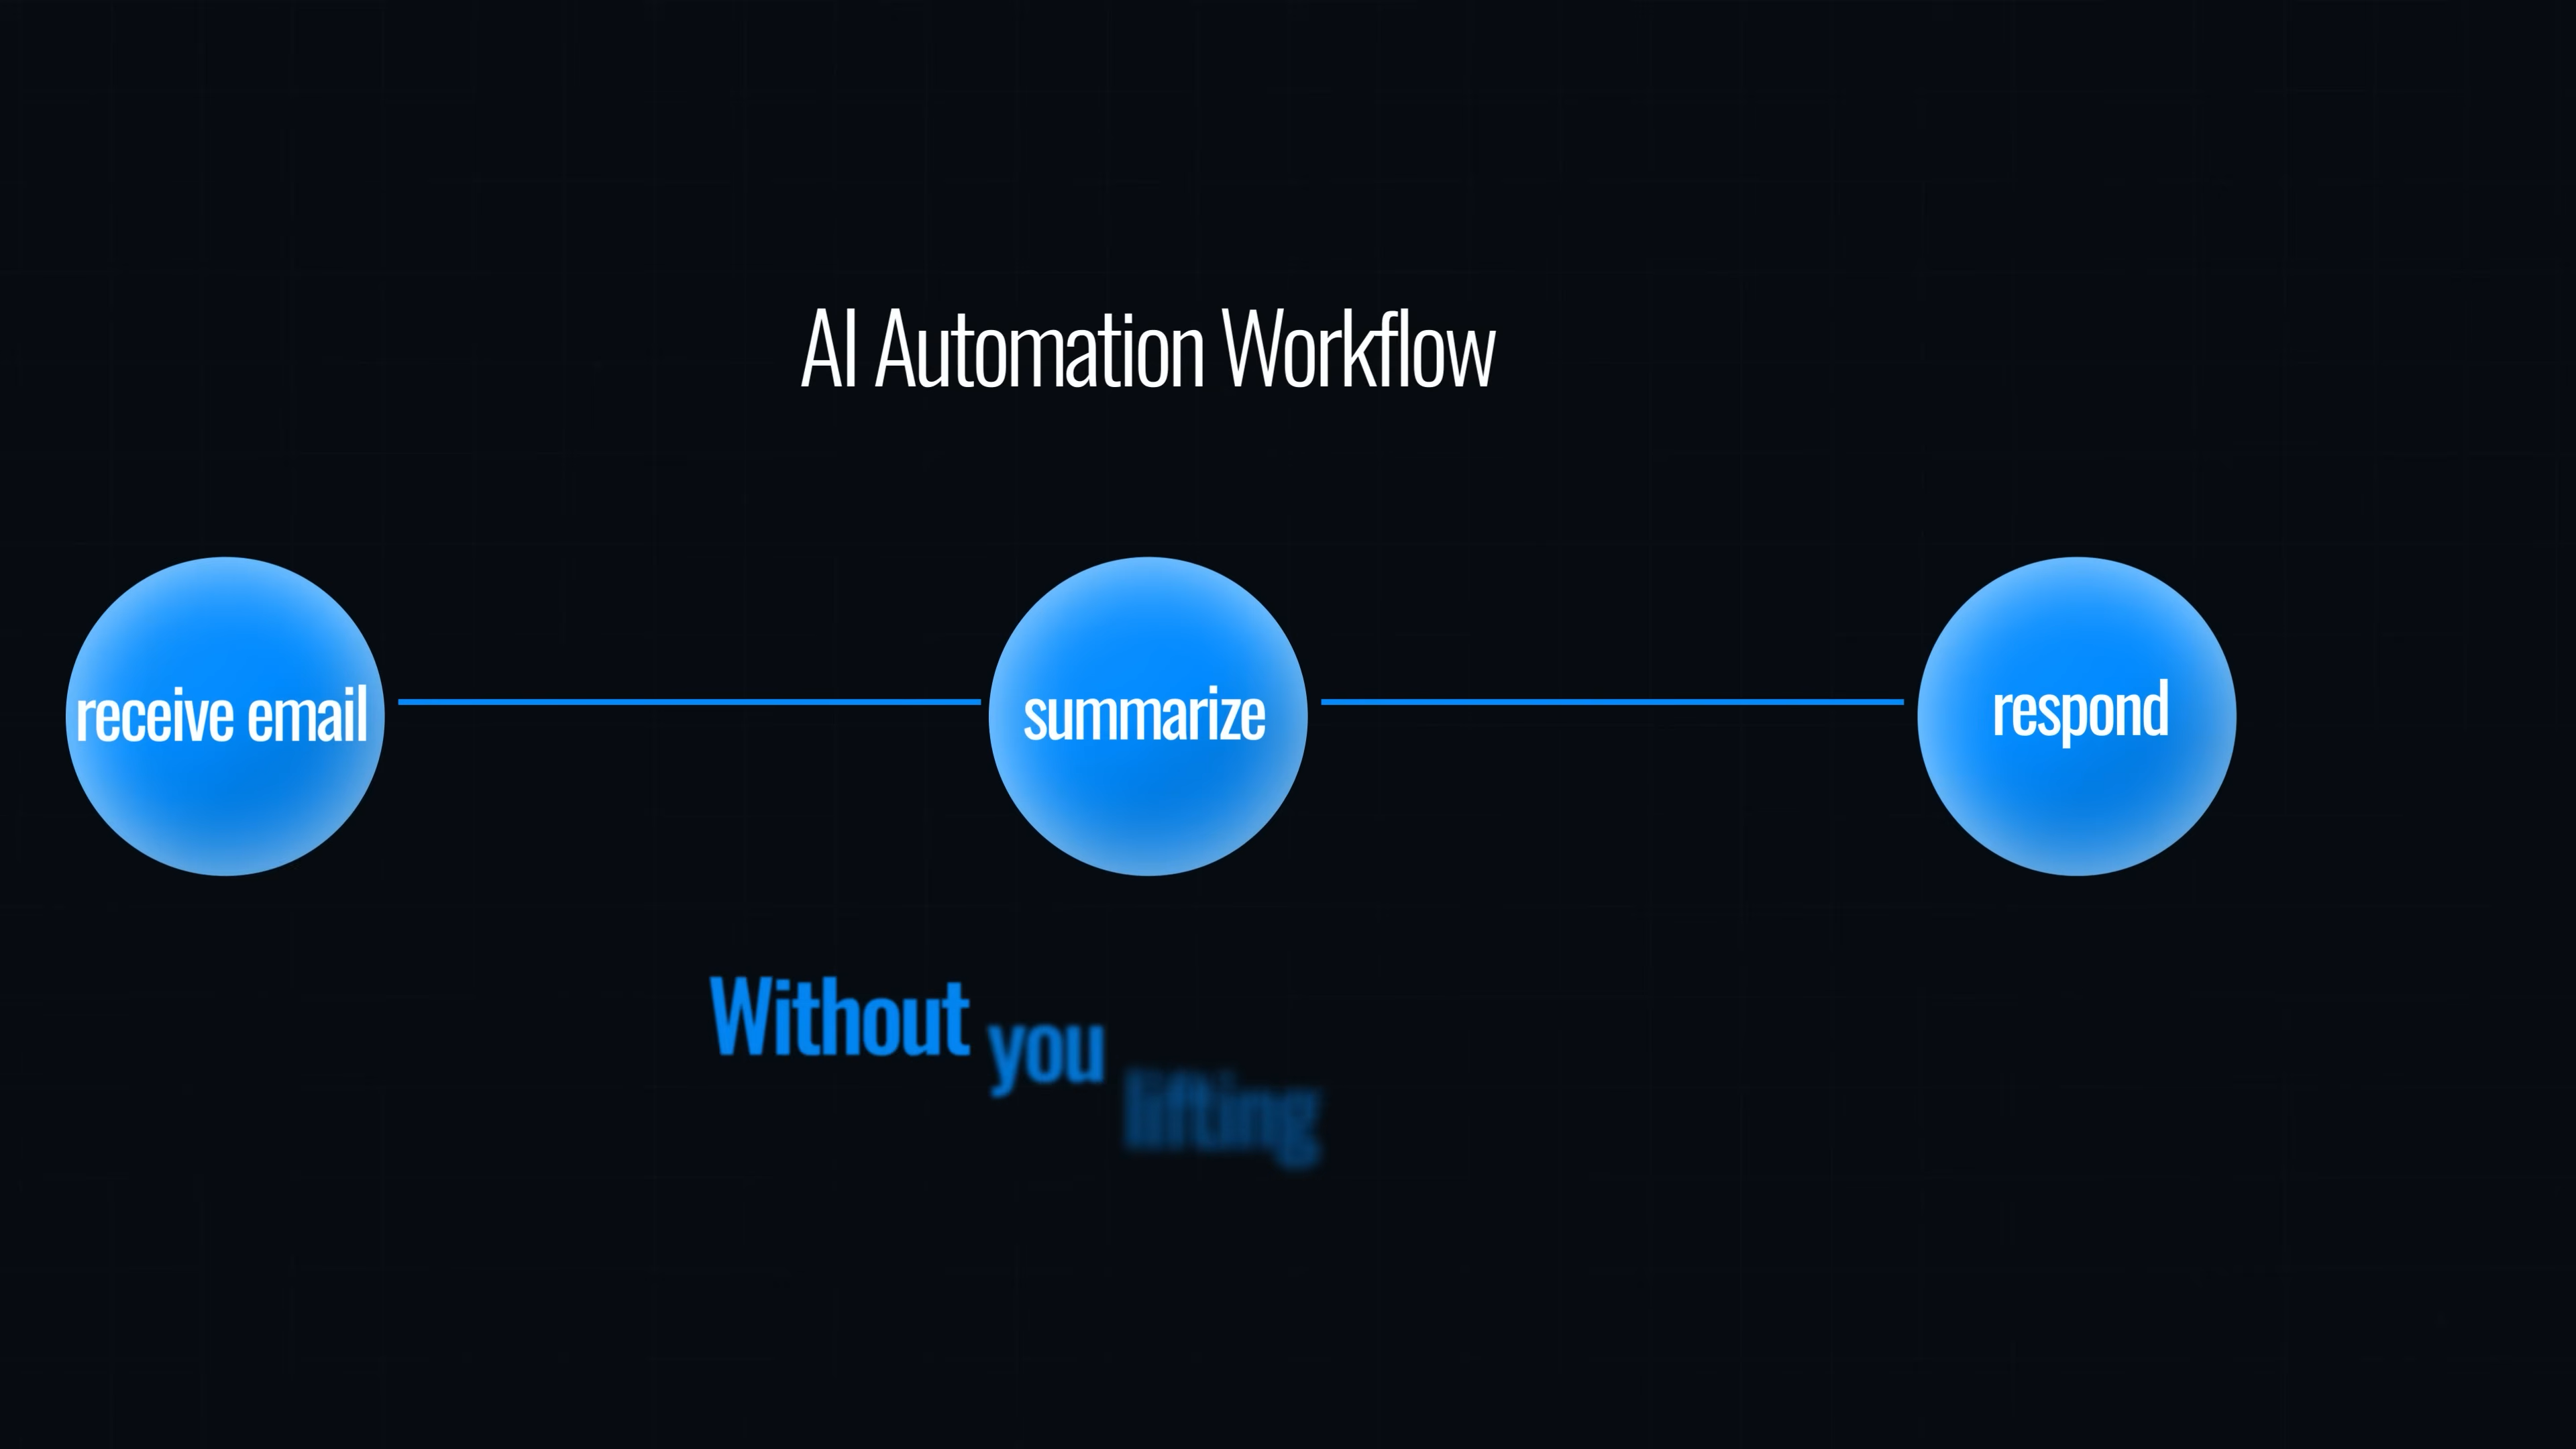 AI Automation Workflow
receive email
summarize
respond
Without you lifting